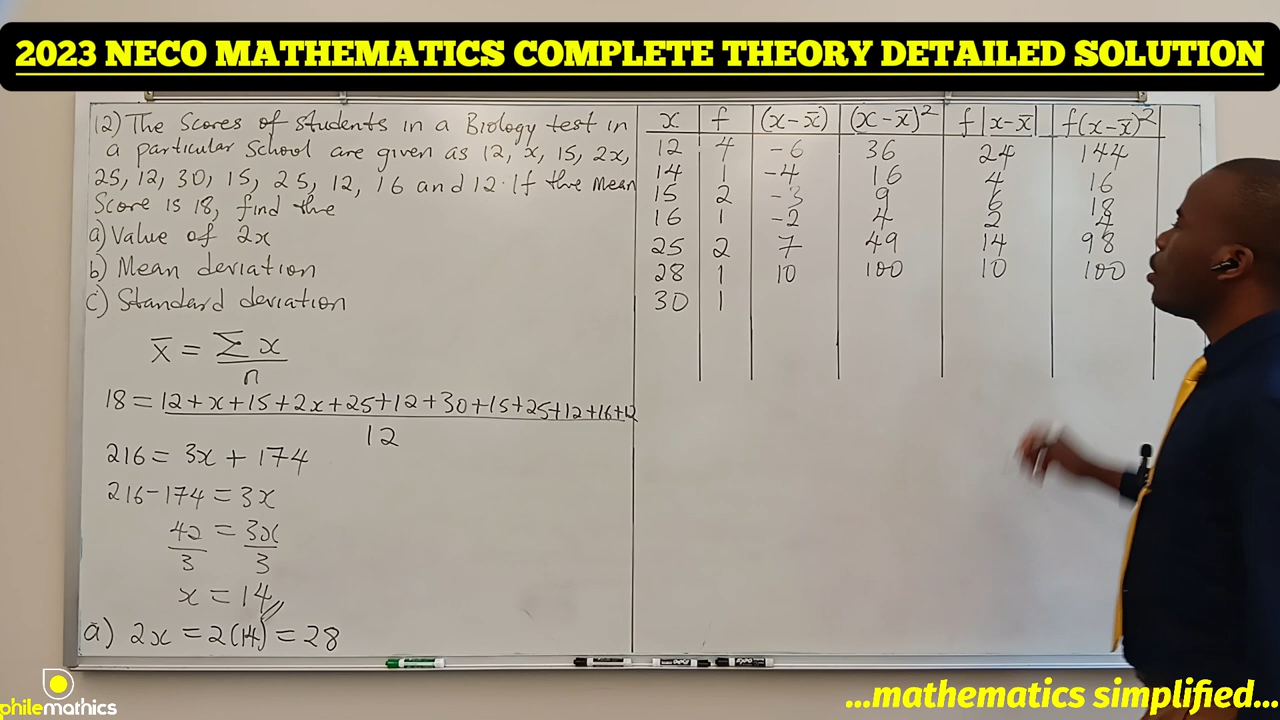 2023 NECO MATHEMATICS COMPLETE THEORY DETAILED SOLUTION
12) The Scores of students in a Biology test in
a particular School are given as 12, x, 15, 2x,
25, 12, 30, 15, 25, 12, 16 and 12. If the Mean
Score is 18, find the
a) Value of 2x
b) Mean deviation
c) Standard deviation
x̄ = Σx
n
18 = 12+x+15+2x+25+12+30+15+25+12+16+12
12
216 = 3x + 174
216-174 = 3x
42 = 3x
3 3
x = 14
a) 2x = 2(14) = 28
x f (x-x̄) (x-x̄)² f|x-x̄| f(x-x̄)²
12 4 -6 36 24 144
14 1 -4 16 4 16
15 2 -3 9 6 18
16 1 -2 4 2 4
25 2 7 49 14 98
28 1 10 100 10 100
30 1
philemathics
...mathematics simplified...